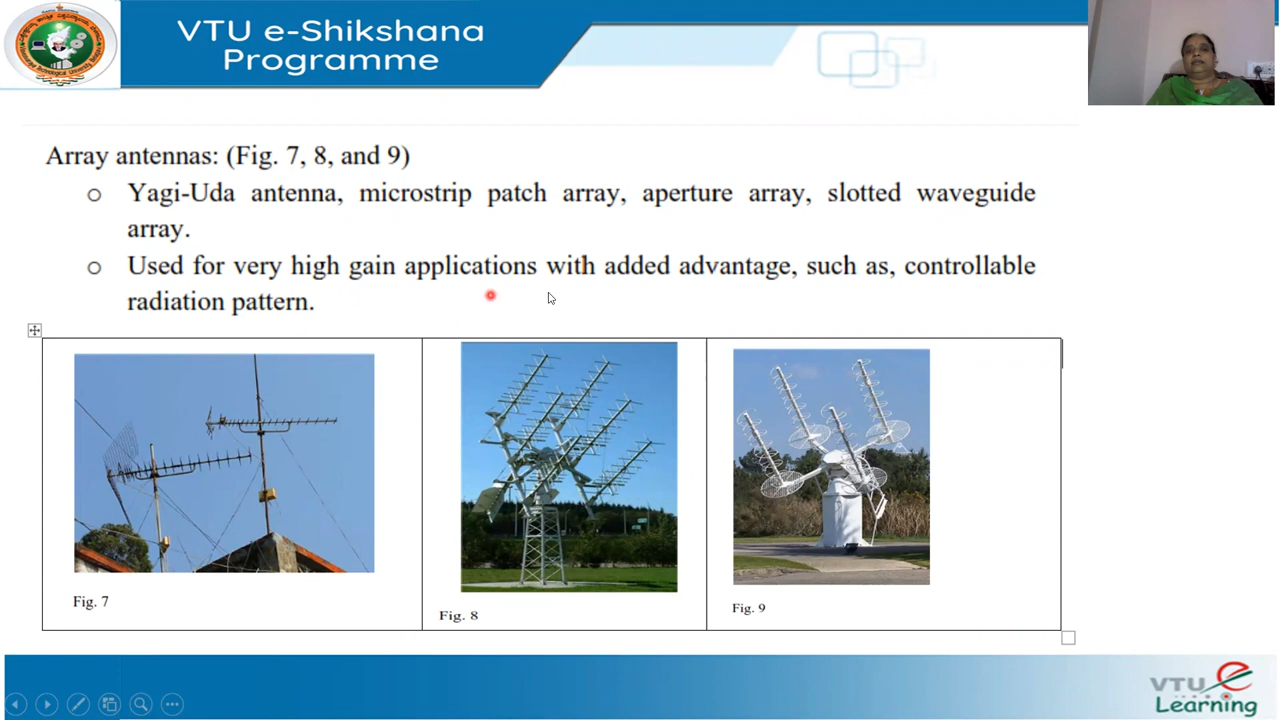 VTU e-Shikshana
Programme
Array antennas: (Fig. 7, 8, and 9)
o Yagi-Uda antenna, microstrip patch array, aperture array, slotted waveguide
array.
o Used for very high gain applications with added advantage, such as, controllable
radiation pattern.
Fig. 7
Fig. 8
Fig. 9
VTU e
Learning